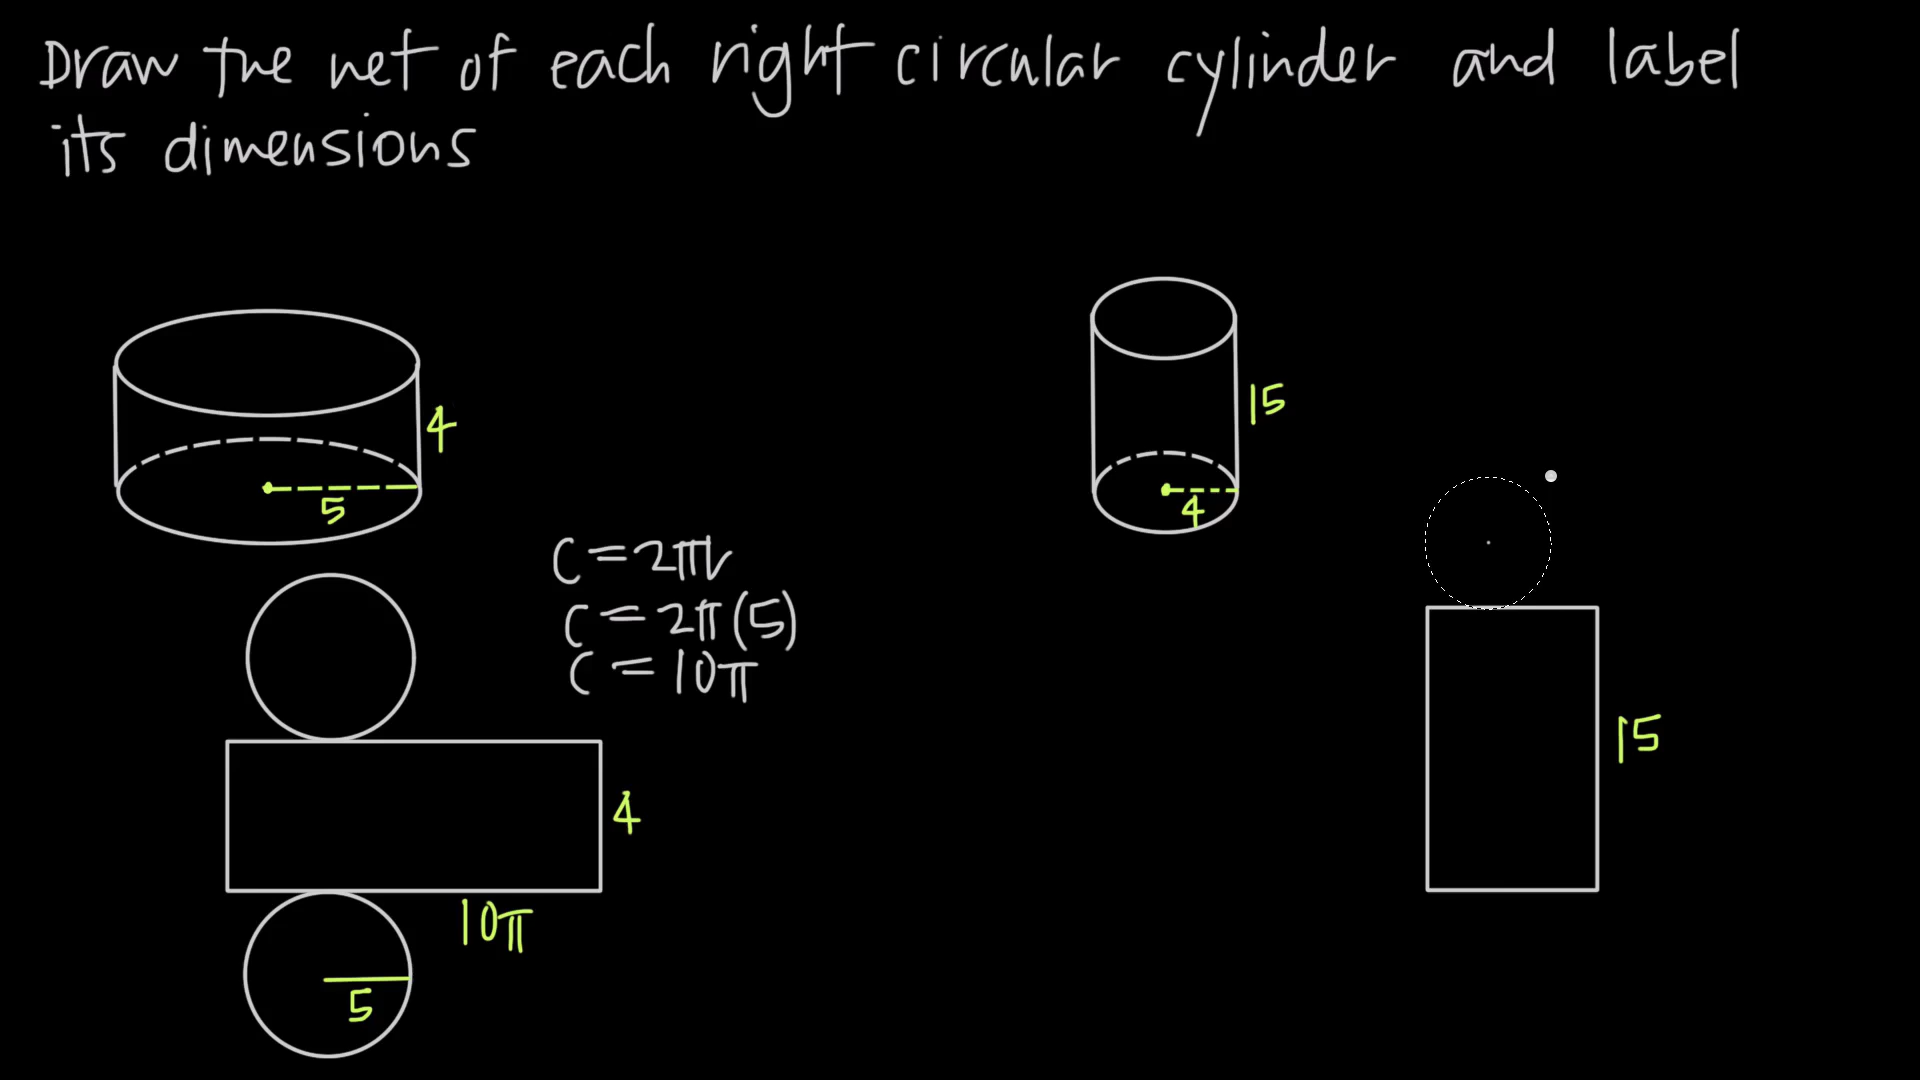 Draw the net of each right circular cylinder and label
its dimensions
4
5
15
4
C = 2πr
C = 2π(5)
C = 10π
4
10π
5
15